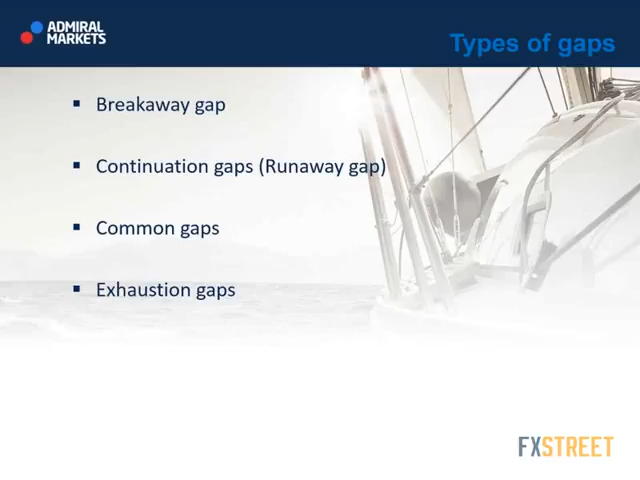 ADMIRAL
MARKETS
Types of gaps
▪ Breakaway gap
▪ Continuation gaps (Runaway gap)
▪ Common gaps
▪ Exhaustion gaps
FXSTREET